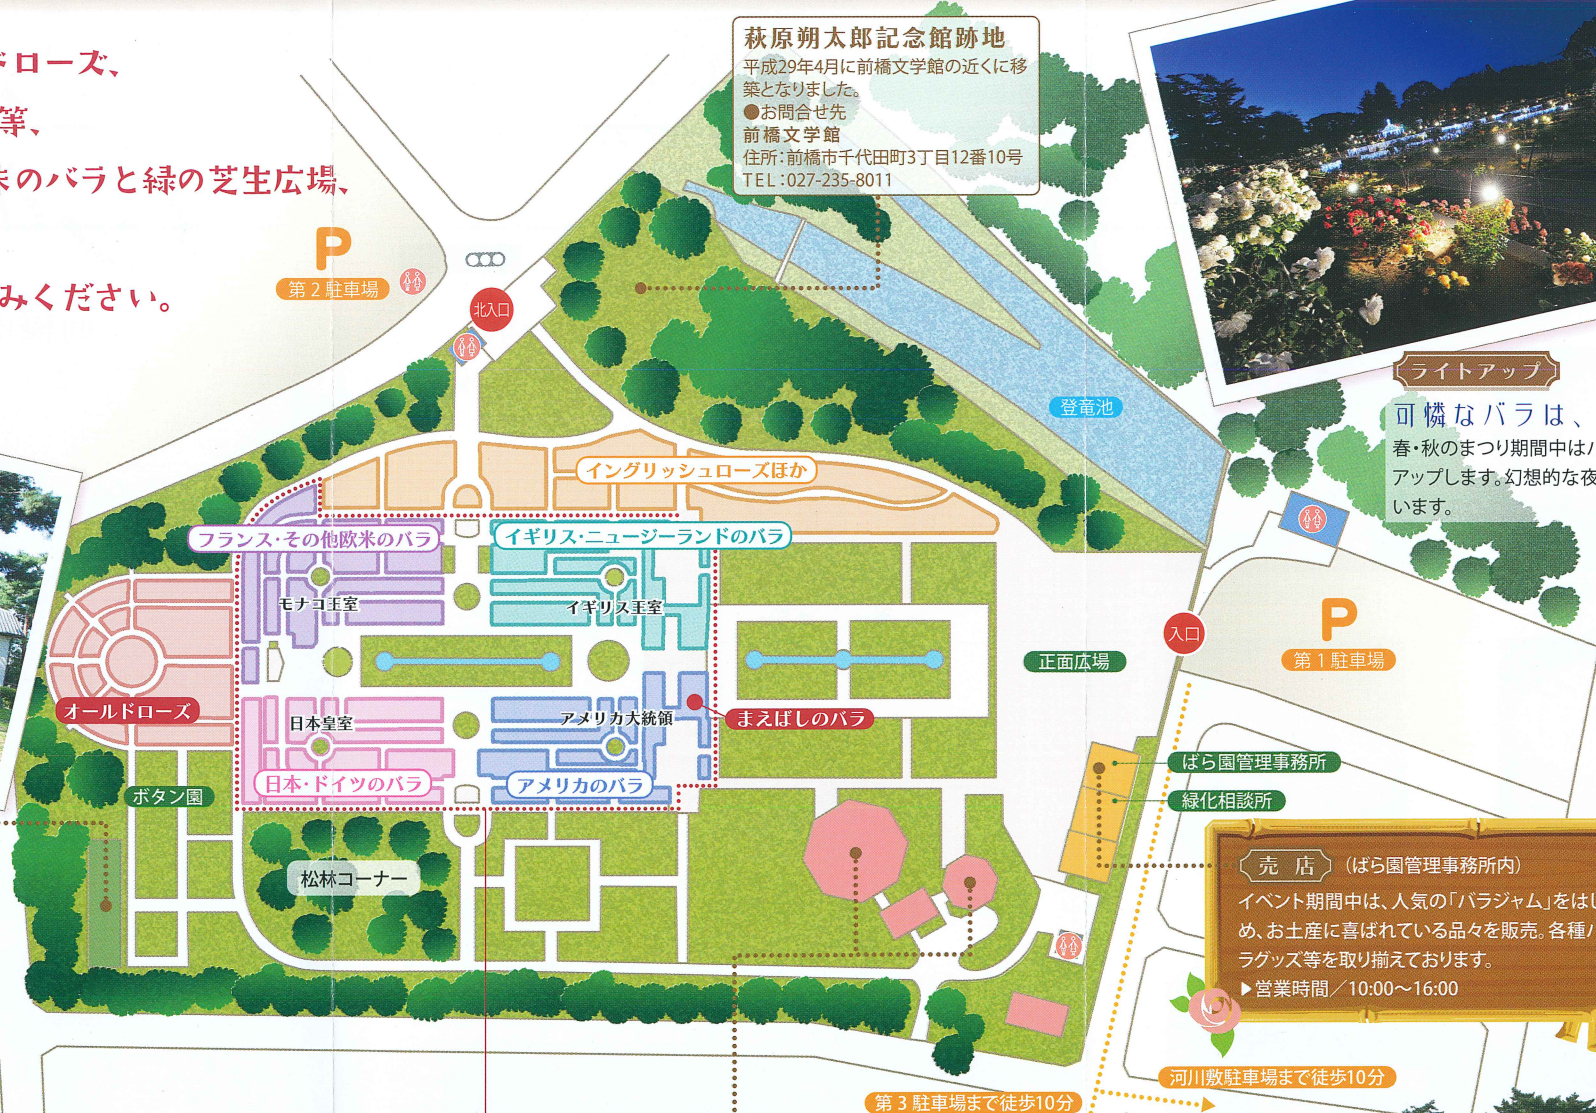 ドローズ、
等、
のバラと緑の芝生広場、
みください。
萩原朔太郎記念館跡地
平成29年4月に前橋文学館の近くに移
築となりました。
●お問合せ先
前橋文学館
住所:前橋市千代田町3丁目12番10号
TEL:027-235-8011
P
第2駐車場
北入口
登竜池
ライトアップ
可憐なバラは、
春・秋のまつり期間中は
アップします。幻想的な夜
います。
イングリッシュローズほか
フランス・その他欧米のバラ
イギリス・ニュージーランドのバラ
モナコ王室
イギリス王室
入口
P
第1駐車場
正面広場
オールドローズ
日本皇室
アメリカ大統領
まえばしのバラ
日本・ドイツのバラ
アメリカのバラ
ボタン園
ばら園管理事務所
緑化相談所
松林コーナー
売店 (ばら園管理事務所内)
イベント期間中は、人気の「バラジャム」をはじ
め、お土産に喜ばれている品々を販売。各種バ
ラグッズ等を取り揃えております。
▶営業時間/10:00〜16:00
河川敷駐車場まで徒歩10分
第3駐車場まで徒歩10分